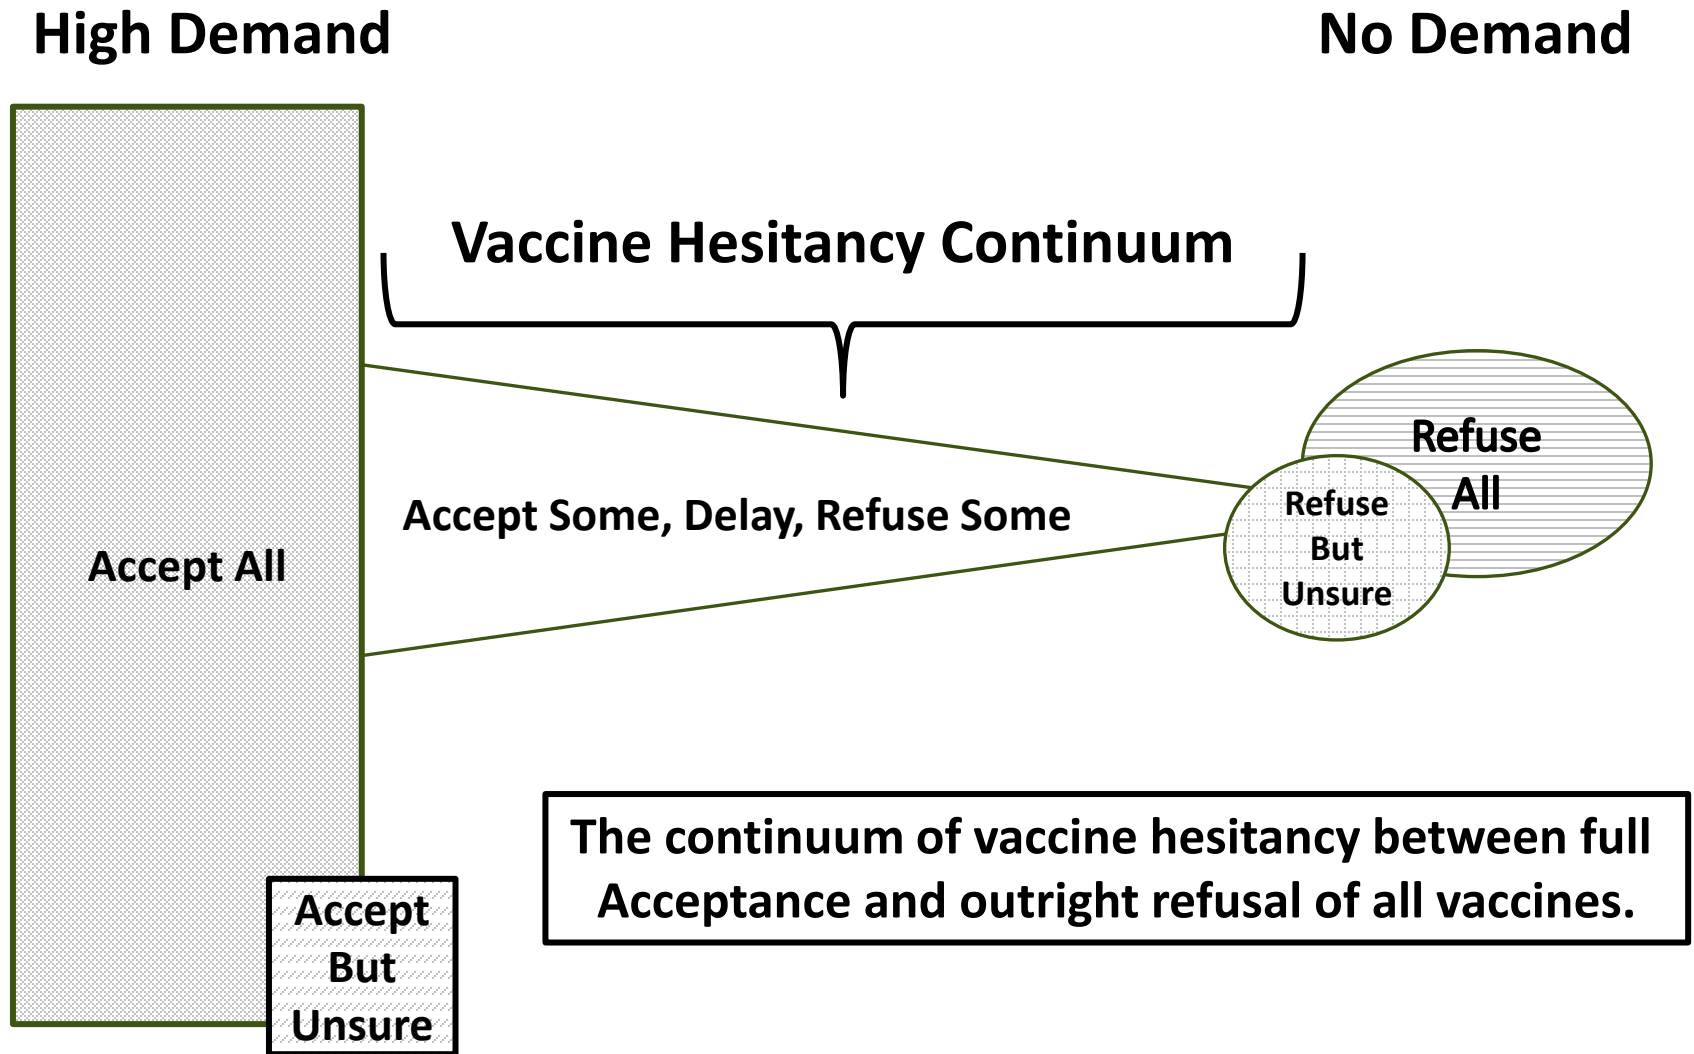 High Demand
No Demand
Vaccine Hesitancy Continuum
Refuse
All
Refuse
But
Unsure
Accept Some, Delay, Refuse Some
Accept All
The continuum of vaccine hesitancy between full
Acceptance and outright refusal of all vaccines.
Accept
But
Unsure